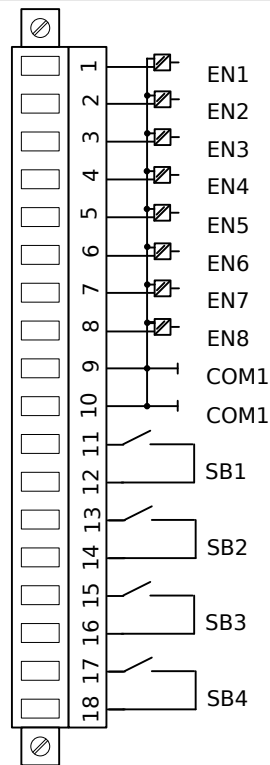 1 EN1
2 EN2
3 EN3
4 EN4
5 EN5
6 EN6
7 EN7
8 EN8
9 COM1
10 COM1
11
12 SB1
13
14 SB2
15
16 SB3
17
18 SB4